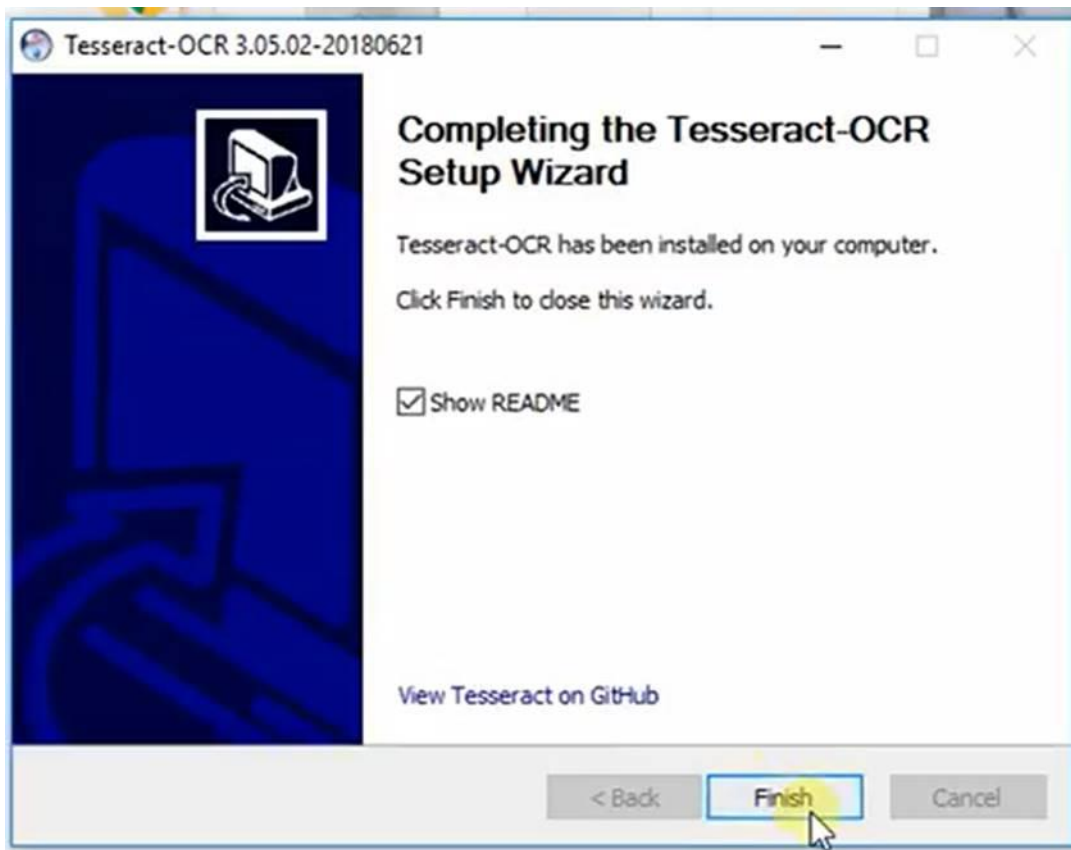 Tesseract-OCR 3.05.02-20180621
Completing the Tesseract-OCR
Setup Wizard
Tesseract-OCR has been installed on your computer.
Click Finish to close this wizard.
Show README
View Tesseract on GitHub
< Back Finish Cancel